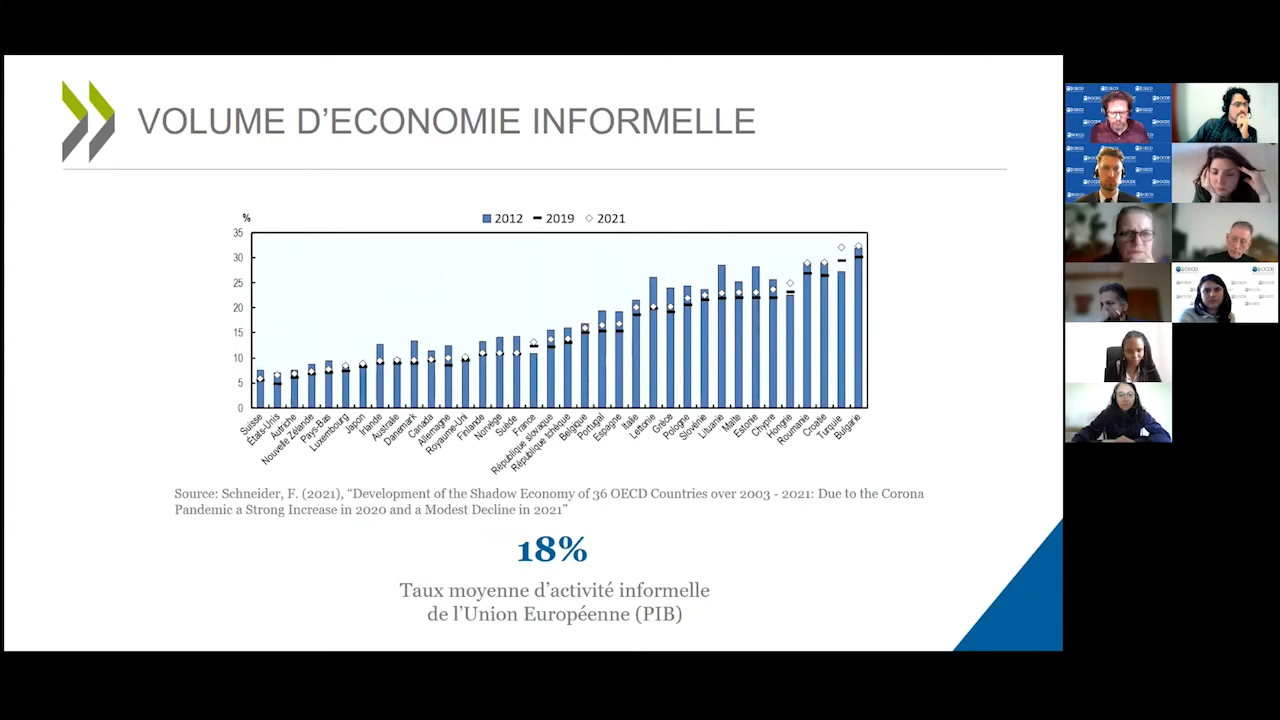 VOLUME D'ECONOMIE INFORMELLE
%
2012
2019
2021
35
30
25
20
15
10
5
0
Suisse
États-Unis
Autriche
Nouvelle Zélande
Pays-Bas
Luxembourg
Japon
Irlande
Australie
Danemark
Canada
Allemagne
Royaume-Uni
Finlande
Norvège
Suède
France
République slovaque
République tchèque
Belgique
Portugal
Espagne
Italie
Lettonie
Grèce
Pologne
Slovénie
Lituanie
Malte
Estonie
Chypre
Hongrie
Roumanie
Croatie
Turquie
Bulgarie
Source: Schneider, F. (2021), “Development of the Shadow Economy of 36 OECD Countries over 2003 - 2021: Due to the Corona
Pandemic a Strong Increase in 2020 and a Modest Decline in 2021”
18%
Taux moyenne d’activité informelle
de l’Union Européenne (PIB)